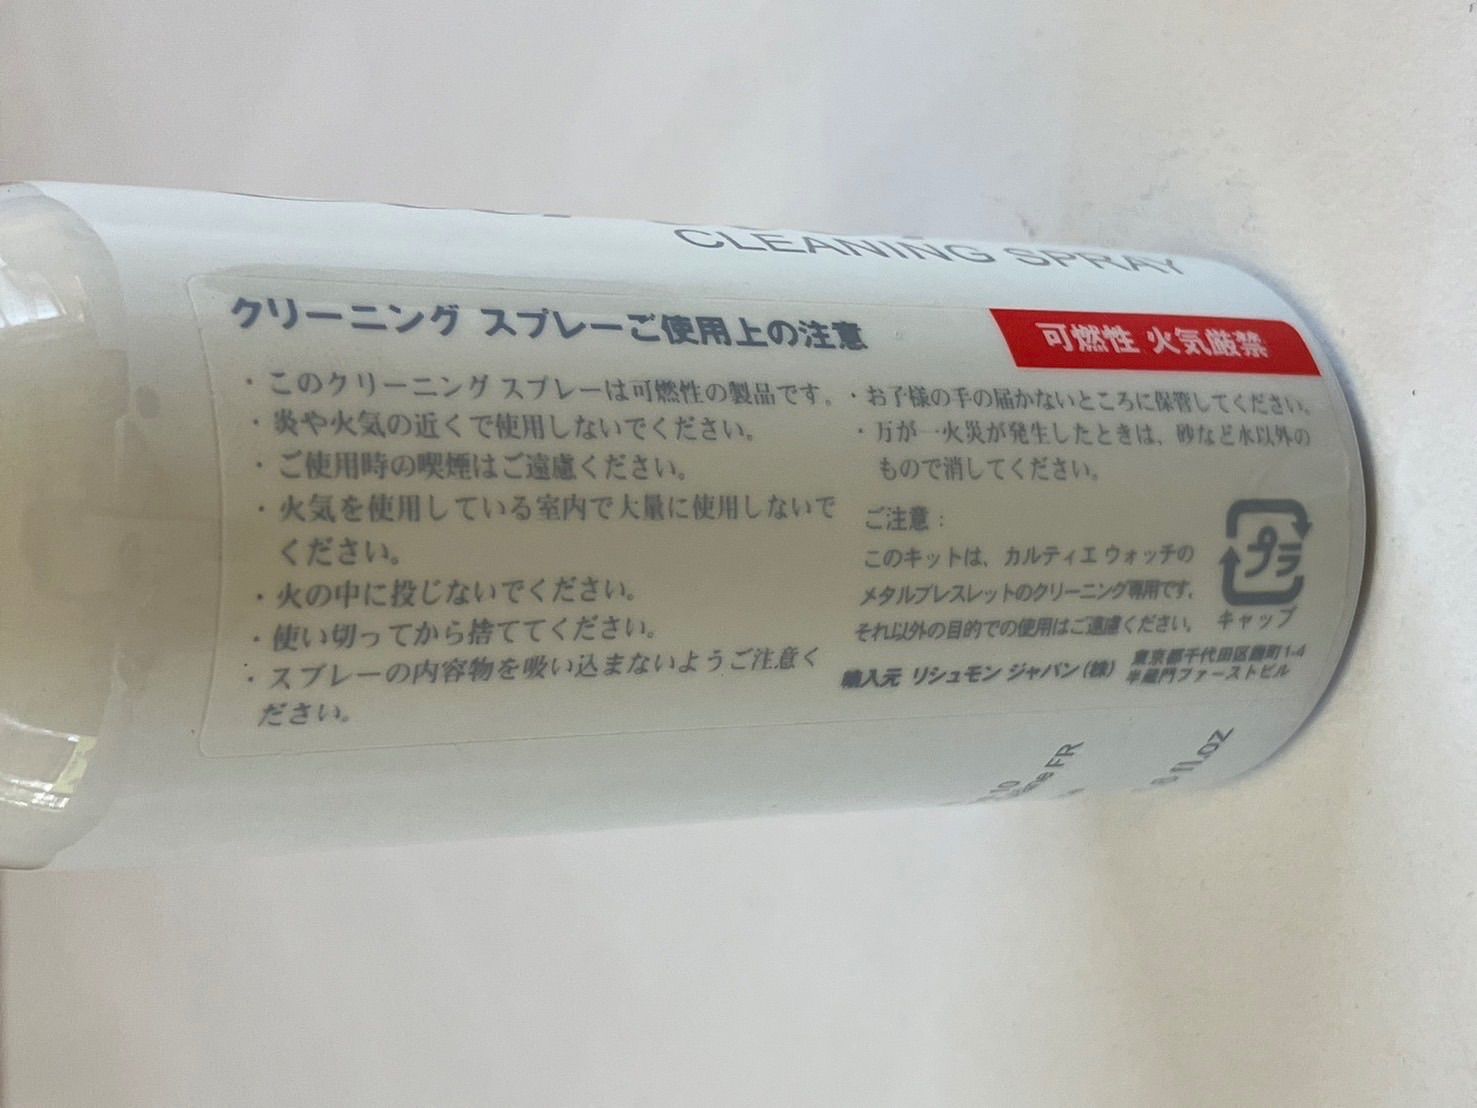 CLEANING SPRAY
クリーニング スプレーご使用上の注意
可燃性 火気厳禁
・このクリーニング スプレーは可燃性の製品です。
・炎や火気の近くで使用しないでください。
・ご使用時の喫煙はご遠慮ください。
・火気を使用している室内で大量に使用しないで
ください。
・火の中に投じないでください。
・使い切ってから捨ててください。
・スプレーの内容物を吸い込まないようご注意く
ださい。
・お子様の手の届かないところに保管してください。
・万が一火災が発生したときは、砂など水以外の
もので消してください。
ご注意：
このキットは、カルティエ ウォッチの
メタルブレスレットのクリーニング専用です。
それ以外の目的での使用はご遠慮ください。
プラ
キャップ
輸入元 リシュモン ジャパン(株)
東京都千代田区麹町1-4
半蔵門ファーストビル
FR
fl.oz